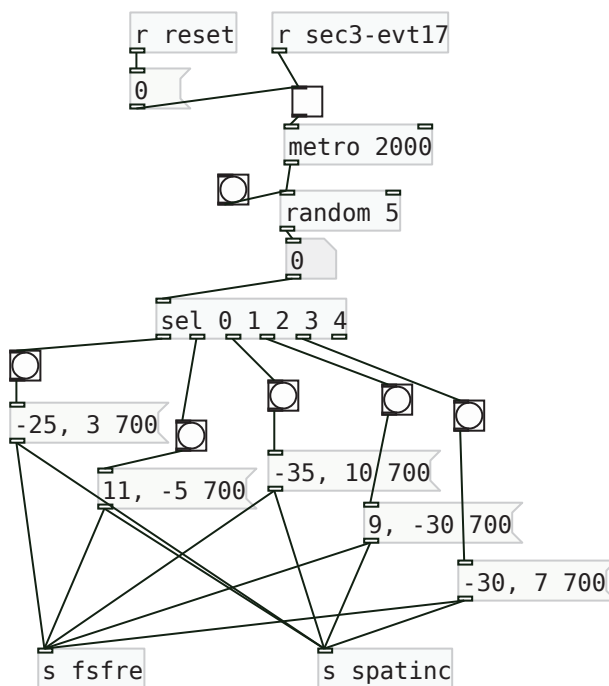 r reset
r sec3-evt17
0
metro 2000
random 5
0
sel 0 1 2 3 4
-25, 3 700
11, -5 700
-35, 10 700
9, -30 700
-30, 7 700
s fsfre
s spatinc